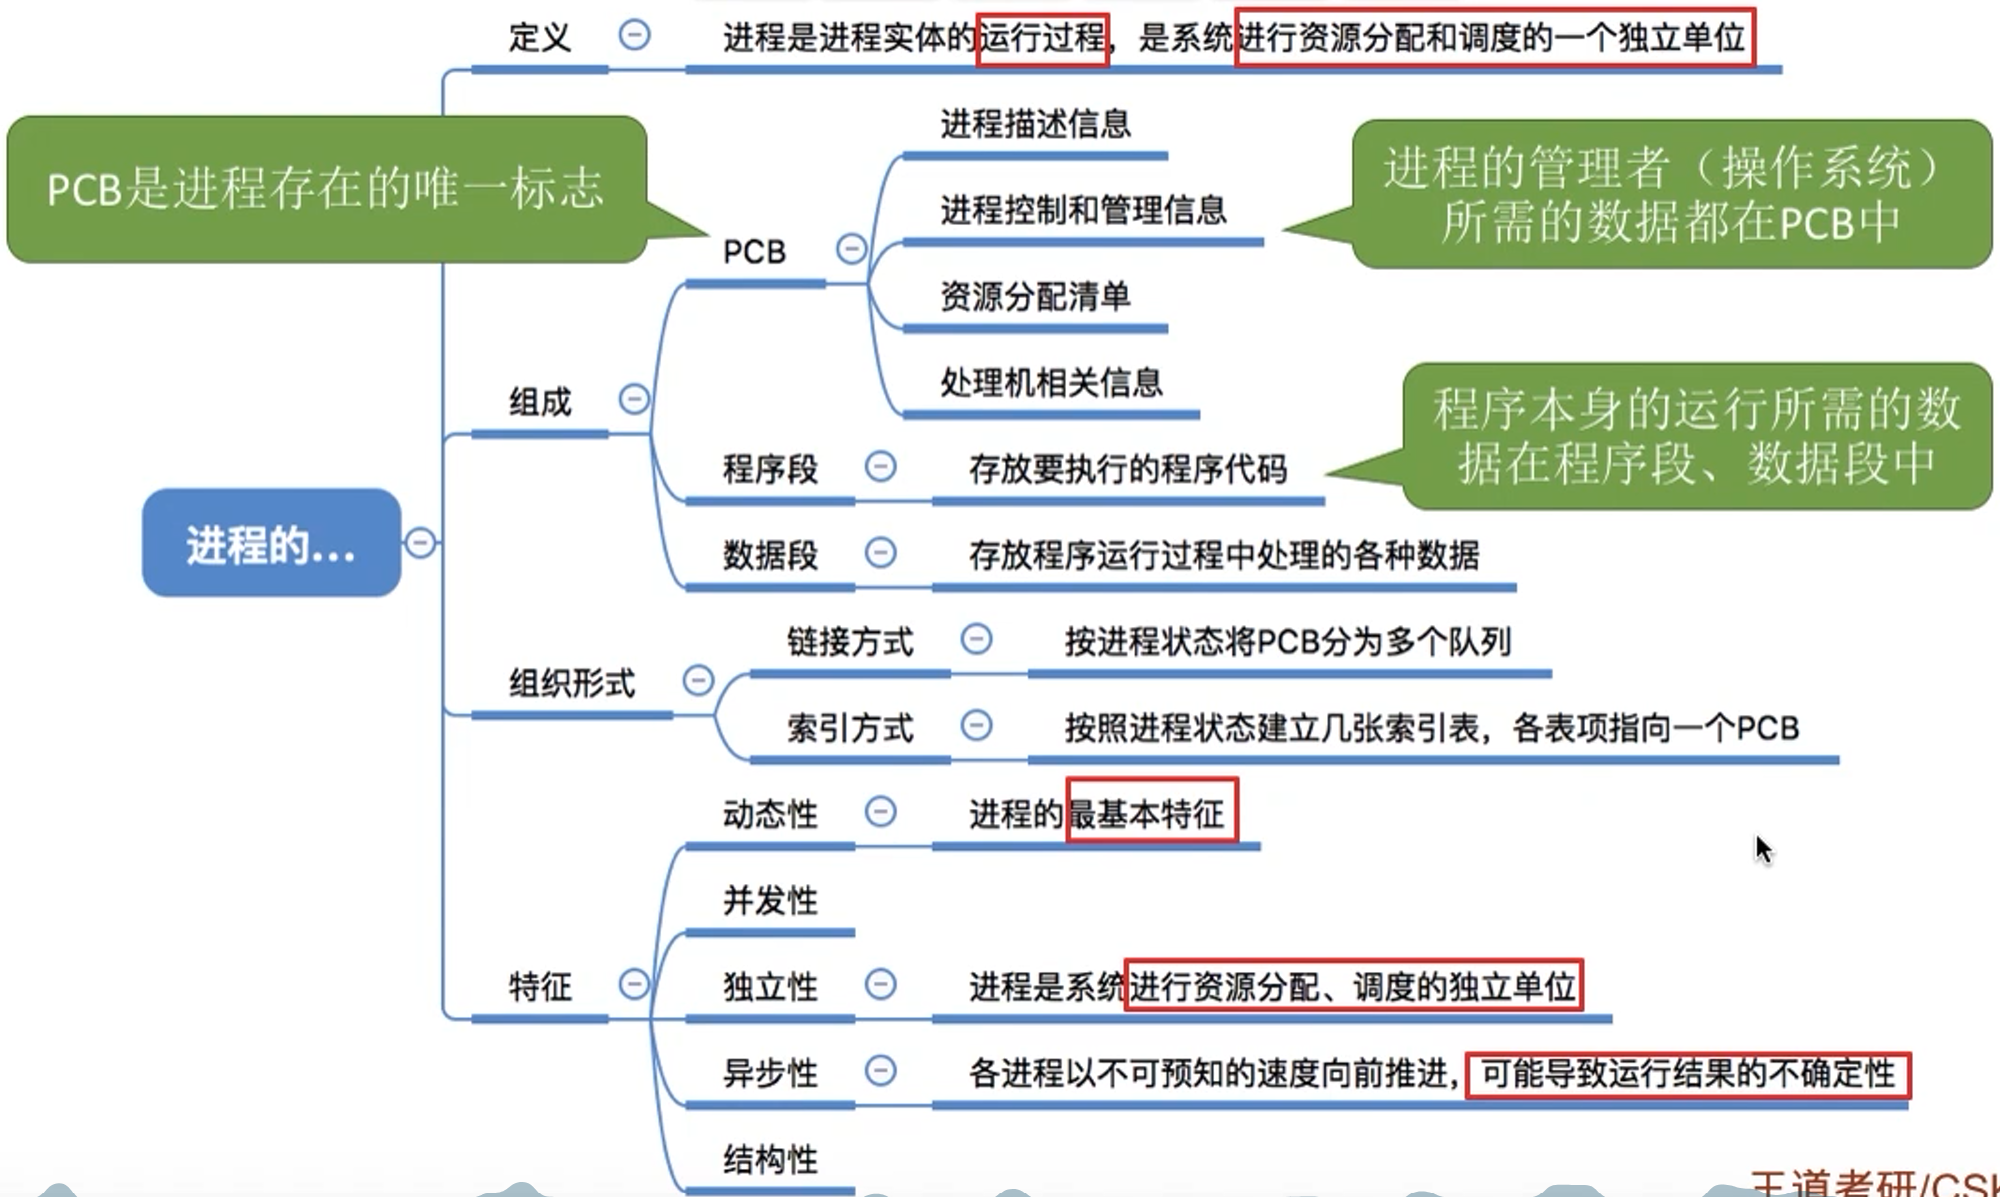 定义
进程是进程实体的运行过程，是系统进行资源分配和调度的一个独立单位
PCB是进程存在的唯一标志
进程描述信息
进程的管理者（操作系统）
所需的数据都在PCB中
进程控制和管理信息
PCB
资源分配清单
处理机相关信息
组成
程序本身的运行所需的数
据在程序段、数据段中
程序段
存放要执行的程序代码
进程的...
数据段
存放程序运行过程中处理的各种数据
链接方式
按进程状态将PCB分为多个队列
组织形式
索引方式
按照进程状态建立几张索引表，各表项指向一个PCB
动态性
进程的最基本特征
并发性
特征
独立性
进程是系统进行资源分配、调度的独立单位
异步性
各进程以不可预知的速度向前推进，可能导致运行结果的不确定性
结构性
王道考研/CSK